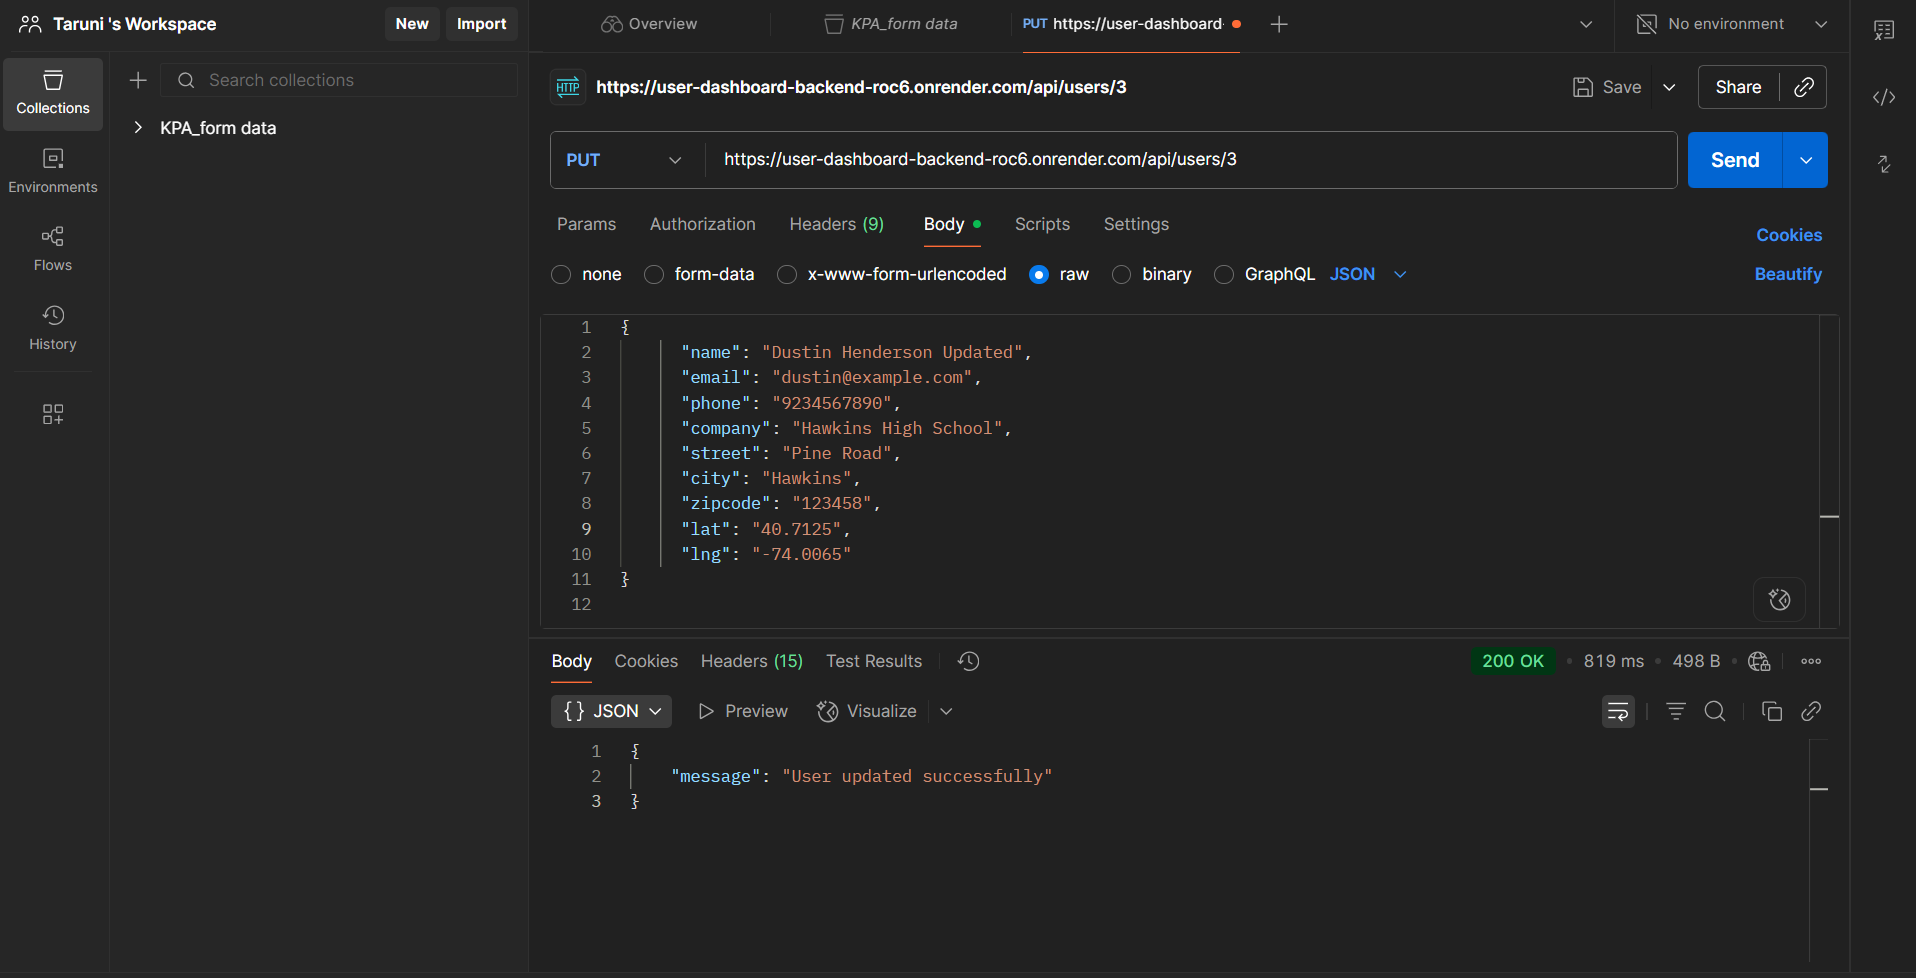 Taruni 's Workspace
New
Import
Overview
KPA_form data
PUT https://user-dashboard-
No environment
Collections
Environments
Flows
History
Search collections
KPA_form data
HTTP
https://user-dashboard-backend-roc6.onrender.com/api/users/3
Save
Share
PUT
https://user-dashboard-backend-roc6.onrender.com/api/users/3
Send
Params
Authorization
Headers (9)
Body
Scripts
Settings
Cookies
none
form-data
x-www-form-urlencoded
raw
binary
GraphQL
JSON
Beautify
1 {
2 "name": "Dustin Henderson Updated",
3 "email": "dustin@example.com",
4 "phone": "9234567890",
5 "company": "Hawkins High School",
6 "street": "Pine Road",
7 "city": "Hawkins",
8 "zipcode": "123458",
9 "lat": "40.7125",
10 "lng": "-74.0065"
11 }
12
Body
Cookies
Headers (15)
Test Results
200 OK
819 ms
498 B
{} JSON
Preview
Visualize
1 {
2 "message": "User updated successfully"
3 }